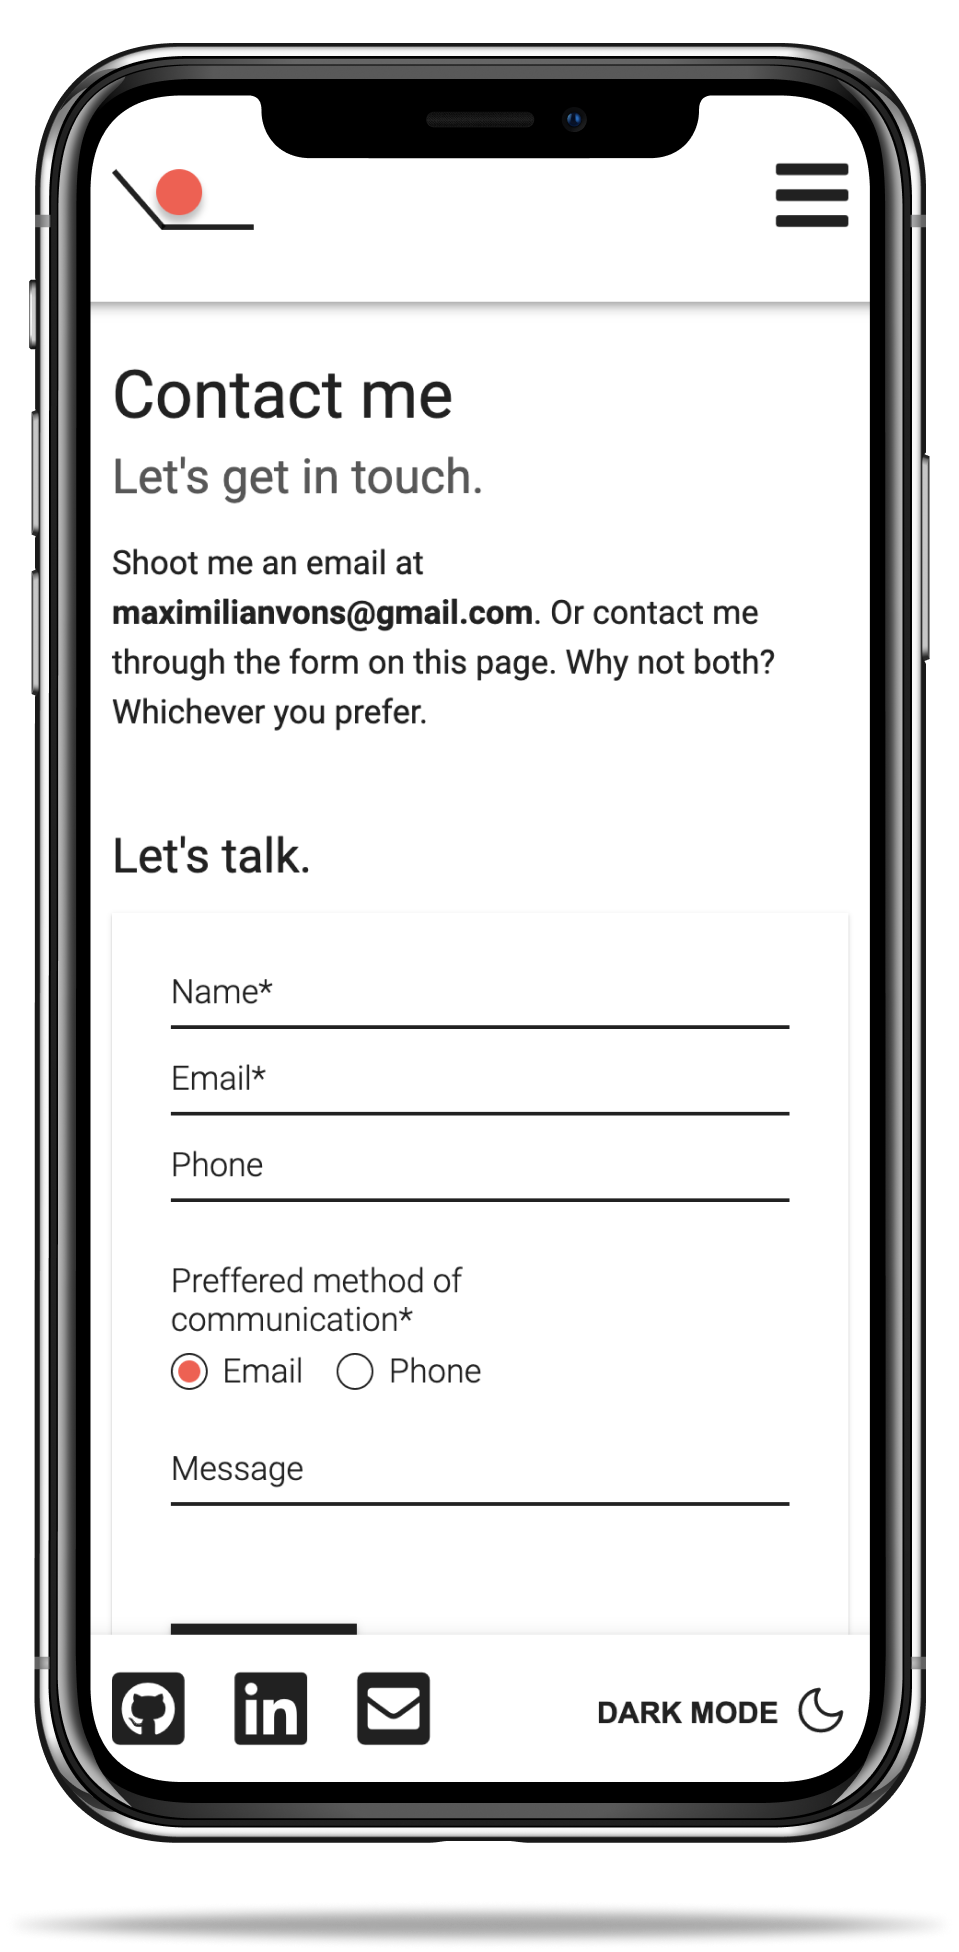 Contact me
Let's get in touch.
Shoot me an email at
maximilianvons@gmail.com. Or contact me
through the form on this page. Why not both?
Whichever you prefer.
Let's talk.
Name*
Email*
Phone
Preffered method of
communication*
Email Phone
Message
in DARK MODE